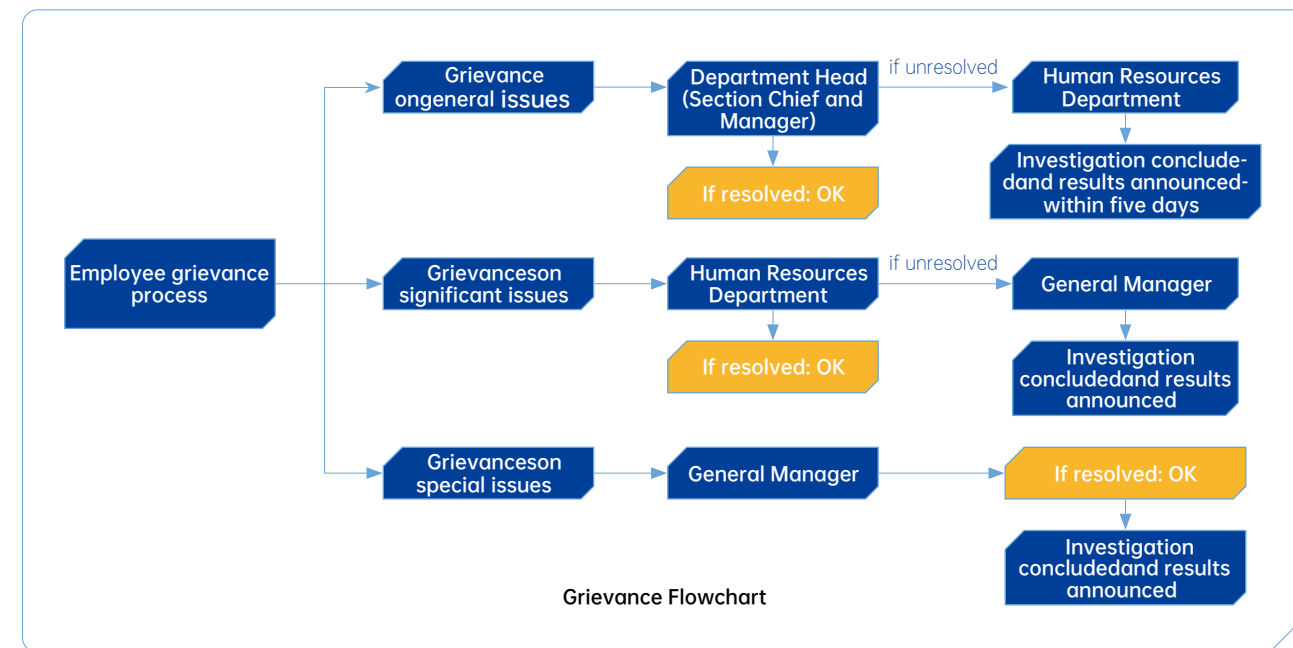 Grievance
ongeneral issues
Department Head
(Section Chief and
Manager)
if unresolved
Human Resources
Department
If resolved: OK
Investigation conclude-
dand results announced-
within five days
Employee grievance
process
Grievanceson
significant issues
Human Resources
Department
if unresolved
General Manager
If resolved: OK
Investigation
concludedand results
announced
Grievanceson
special issues
General Manager
If resolved: OK
Investigation
concludedand results
announced
Grievance Flowchart